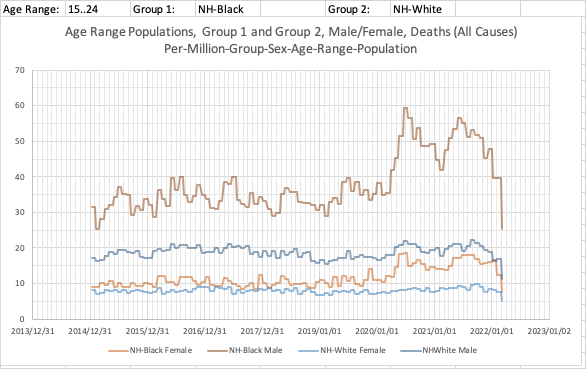 Age Range: 15..24 Group 1: NH-Black Group 2: NH-White
Age Range Populations, Group 1 and Group 2, Male/Female, Deaths (All Causes)
Per-Million-Group-Sex-Age-Range-Population
70
60
50
40
30
20
10
0
2013/12/31 2014/12/31 2015/12/31 2016/12/31 2017/12/31 2019/01/01 2020/01/01 2021/01/01 2022/01/01 2023/01/02
NH-Black Female NH-Black Male NH-White Female NHWhite Male